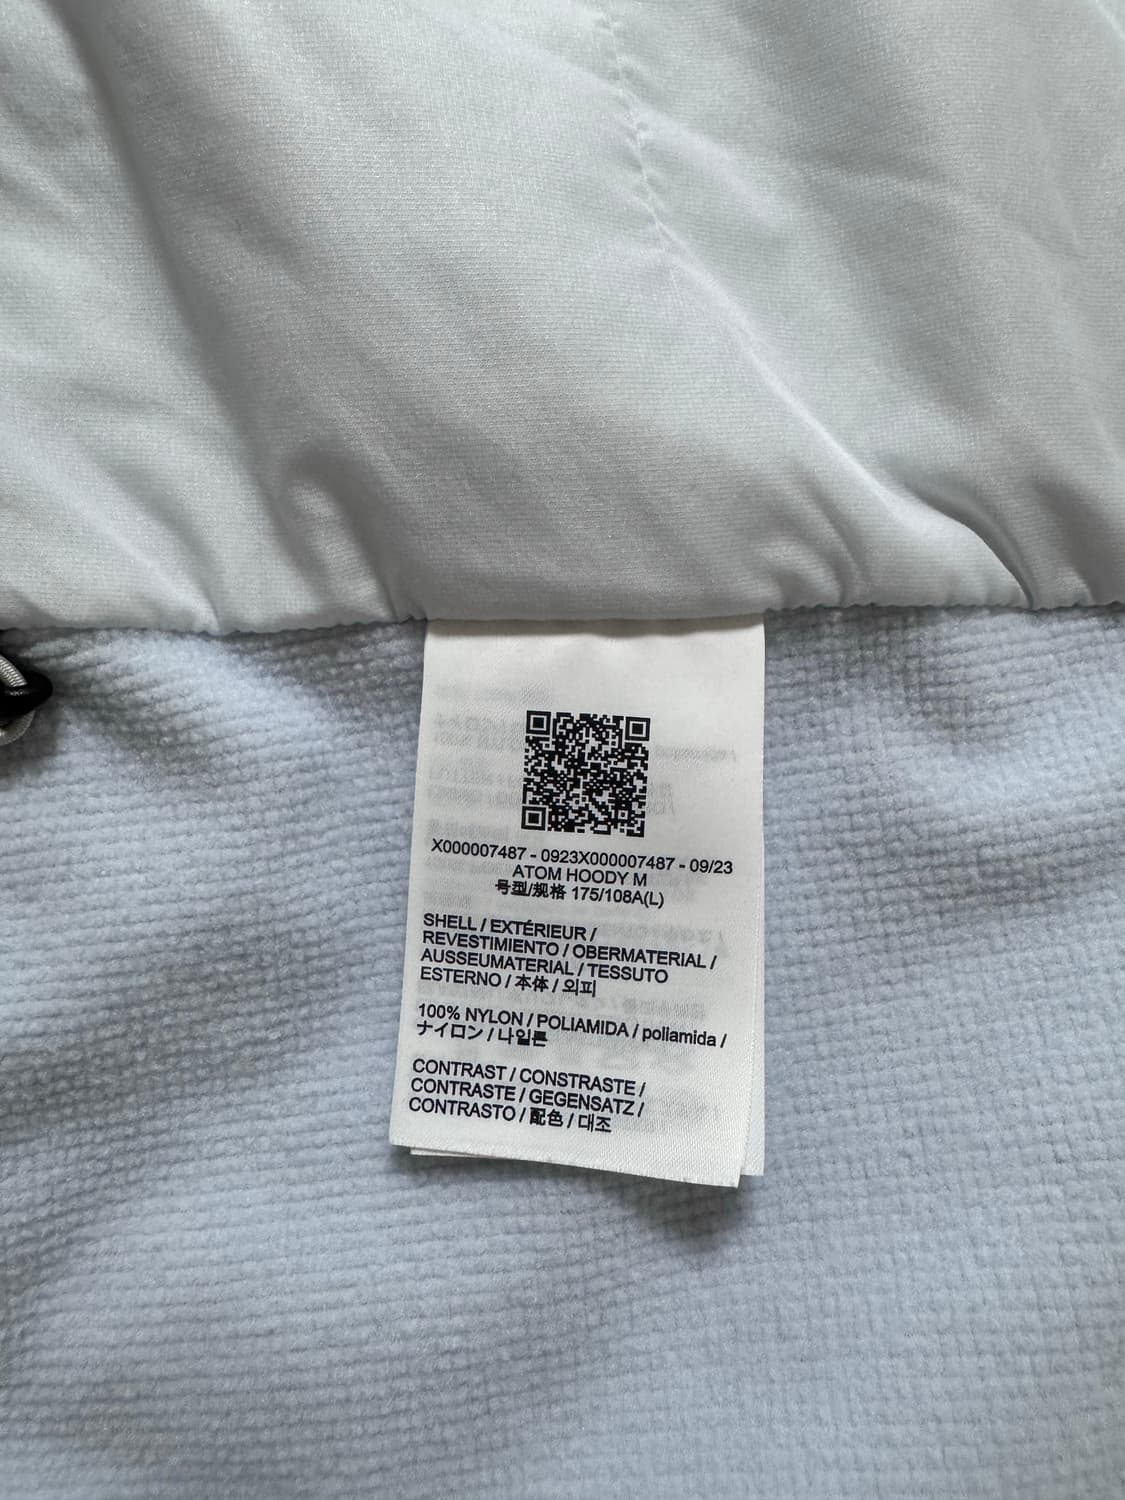 X000007487 - 0923X000007487 - 09/23
ATOM HOODY M
号型/规格 175/108A(L)
SHELL / EXTÉRIEUR /
REVESTIMIENTO / OBERMATERIAL /
AUSSEUMATERIAL / TESSUTO
ESTERNO / 本体 / 외피
100% NYLON / POLIAMIDA / poliamida /
ナイロン / 나일론
CONTRAST / CONSTRASTE /
CONTRASTE / GEGENSATZ /
CONTRASTO / 配色 / 대조